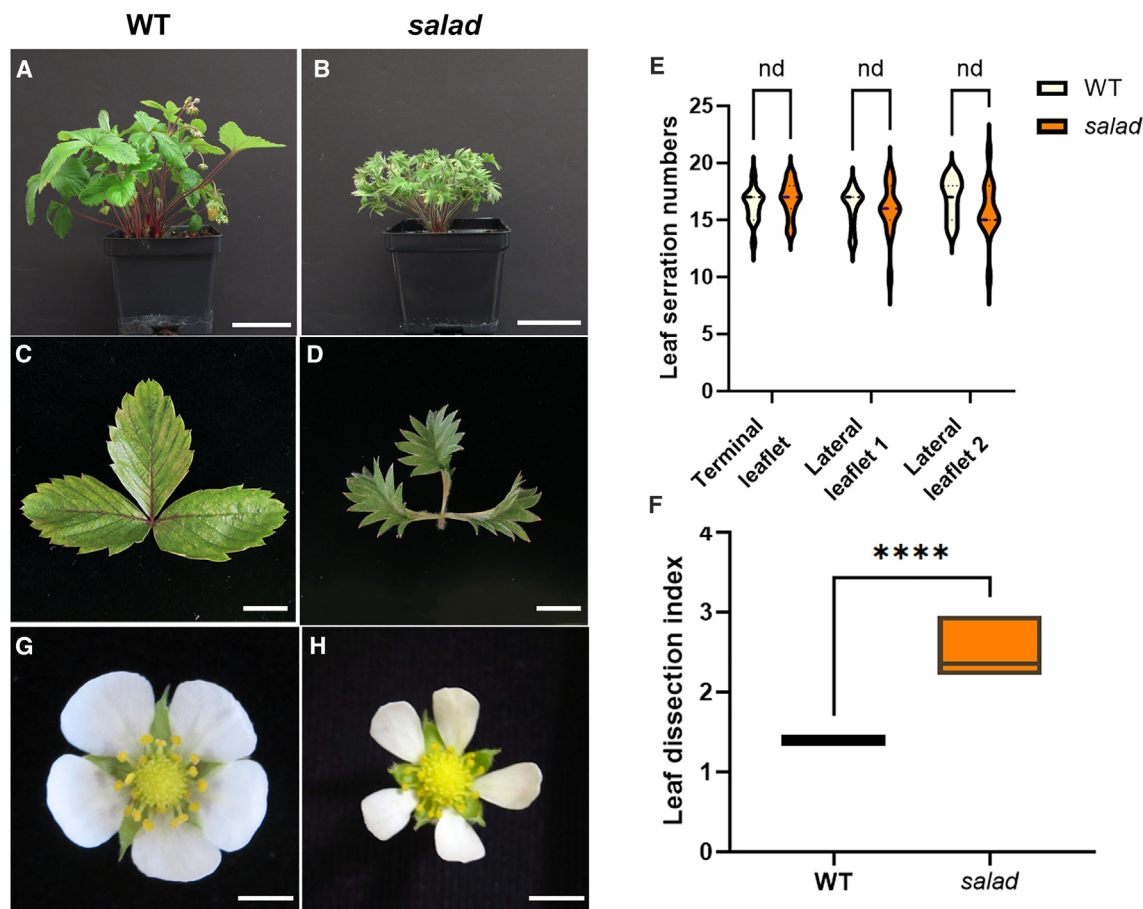 WT
salad
A
B
C
D
G
H
E
nd
nd
nd
WT
salad
Leaf serration numbers
25
20
15
10
5
0
Terminal
leaflet
Lateral
leaflet 1
Lateral
leaflet 2
F
Leaf dissection index
4
3
2
1
0
****
WT
salad